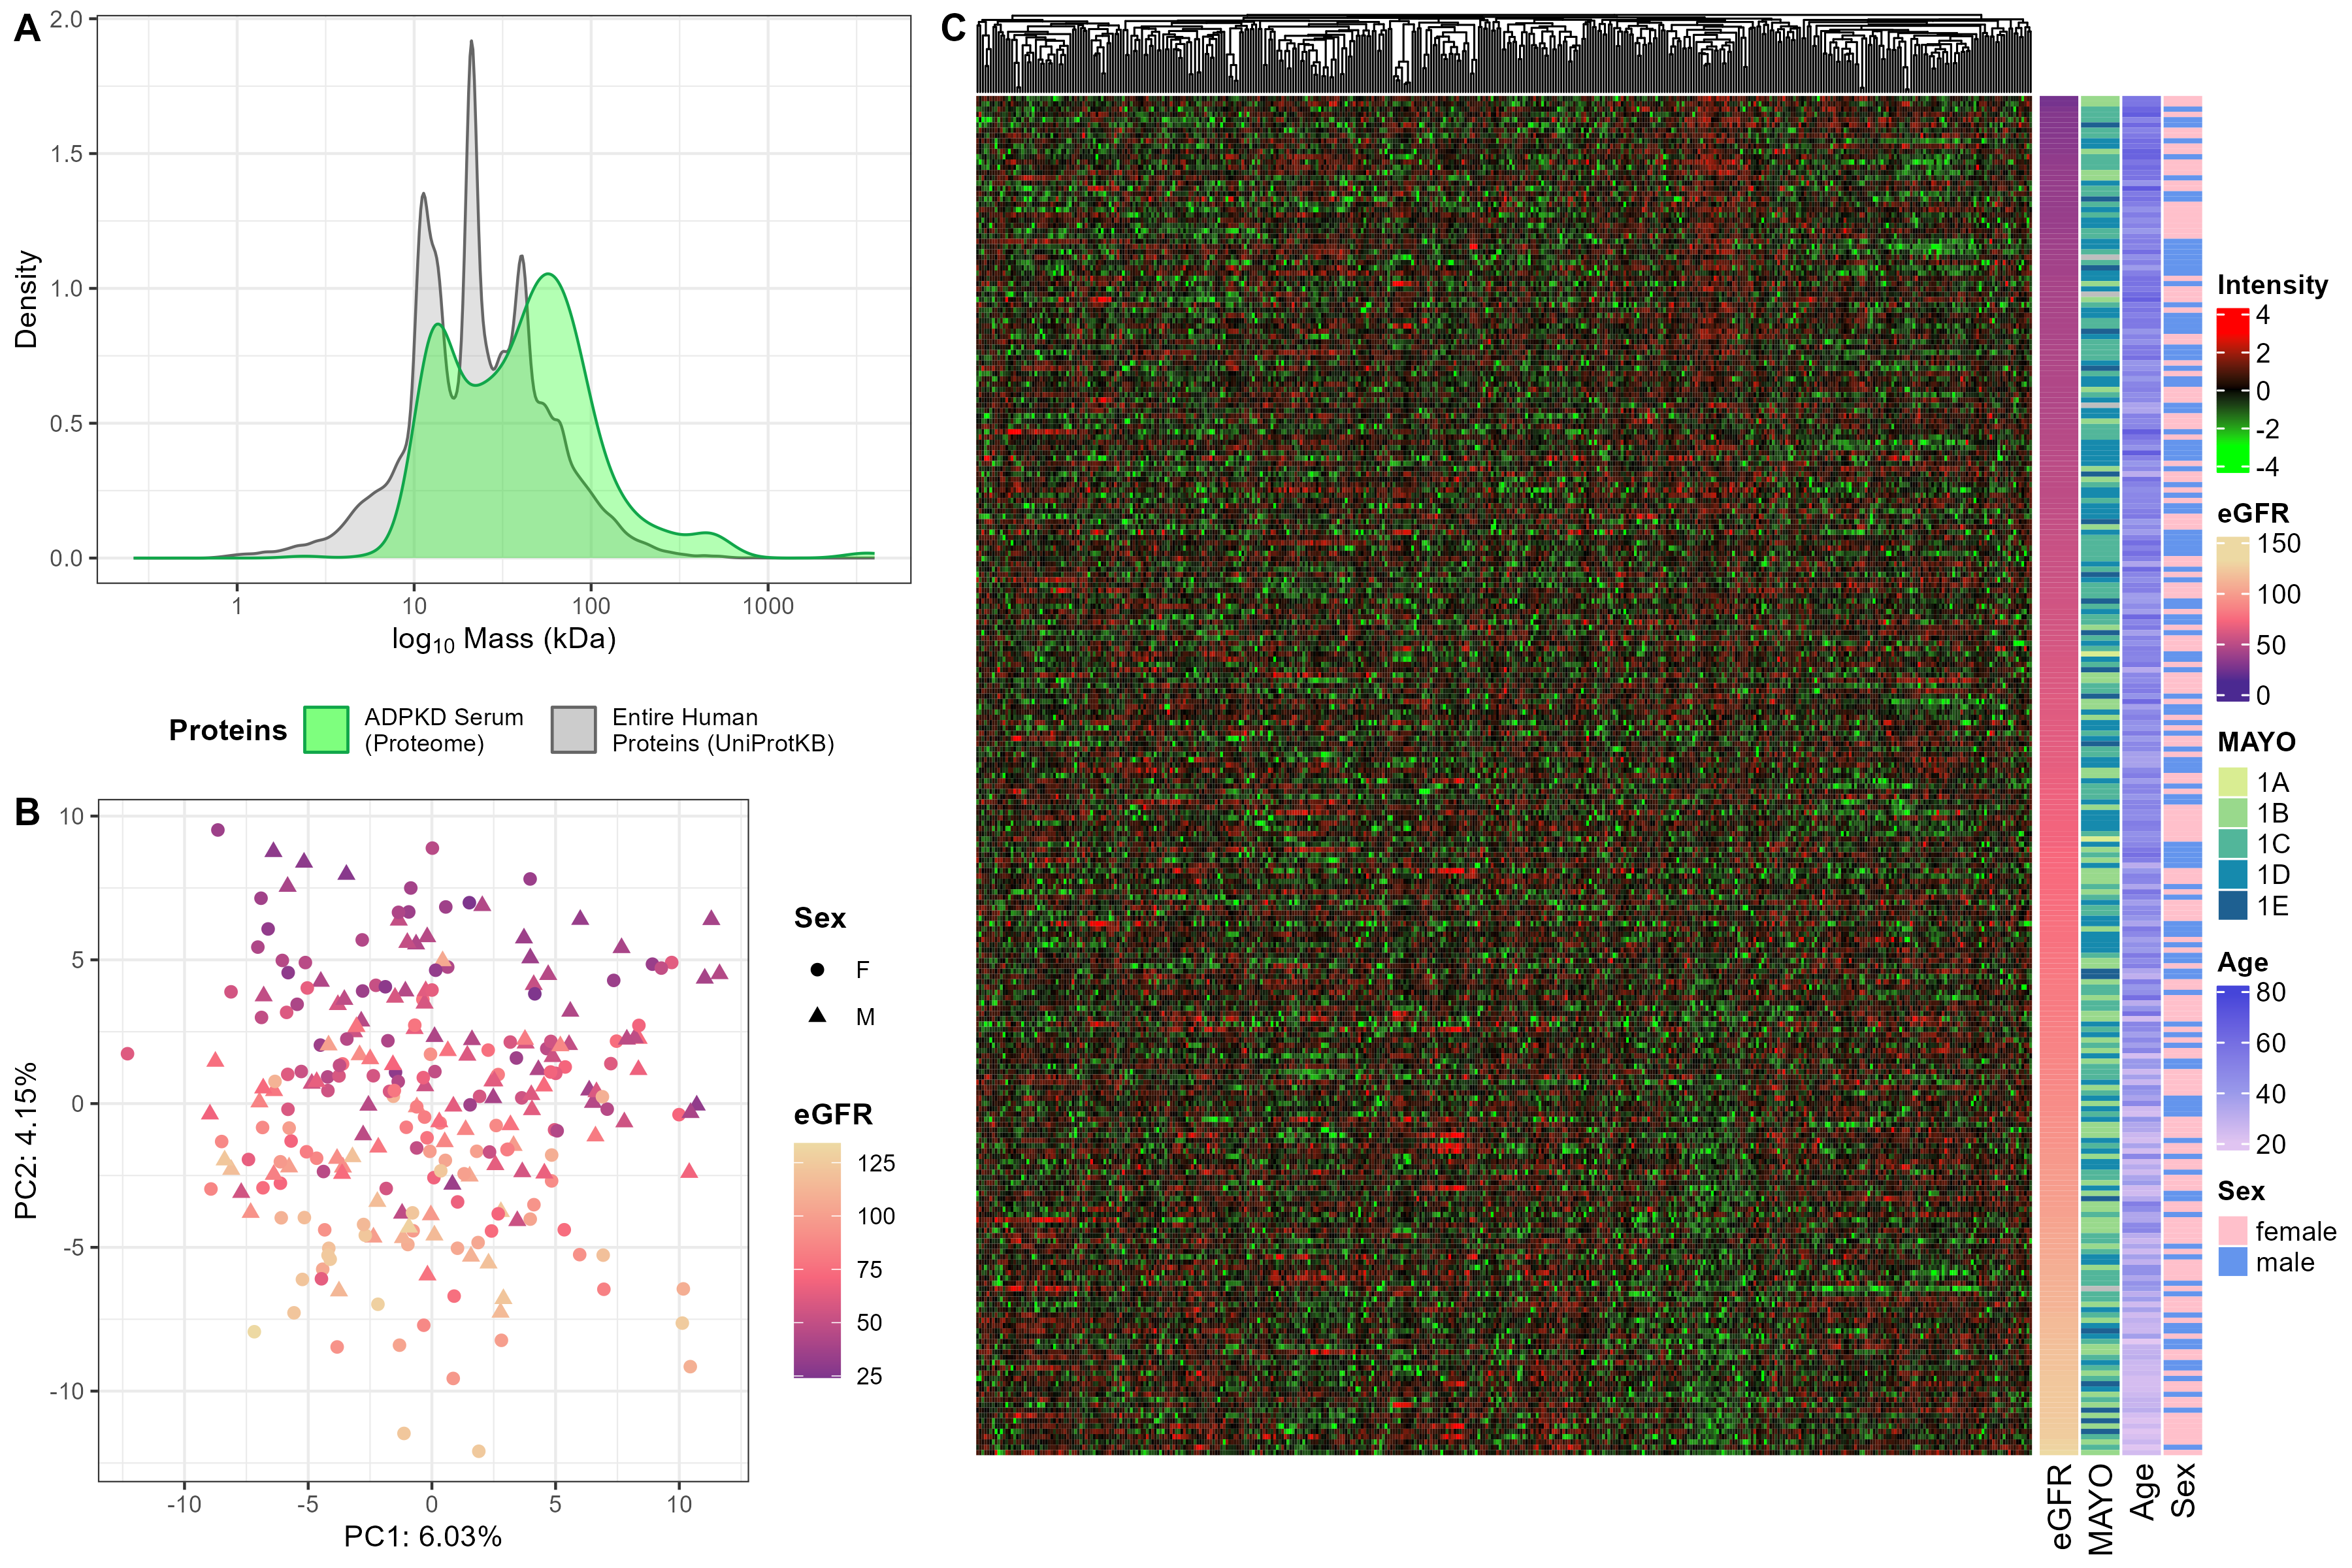 A
2.0
1.5
1.0
0.5
0.0
Density
1
10
100
1000
log10 Mass (kDa)
Proteins
ADPKD Serum
(Proteome)
Entire Human
Proteins (UniProtKB)
B
10
5
0
-5
-10
PC2: 4.15%
-10
-5
0
5
10
PC1: 6.03%
Sex
F
M
eGFR
125
100
75
50
25
C
eGFR
MAYO
Age
Sex
Intensity
4
2
0
-2
-4
eGFR
150
100
50
0
MAYO
1A
1B
1C
1D
1E
Age
80
60
40
20
Sex
female
male